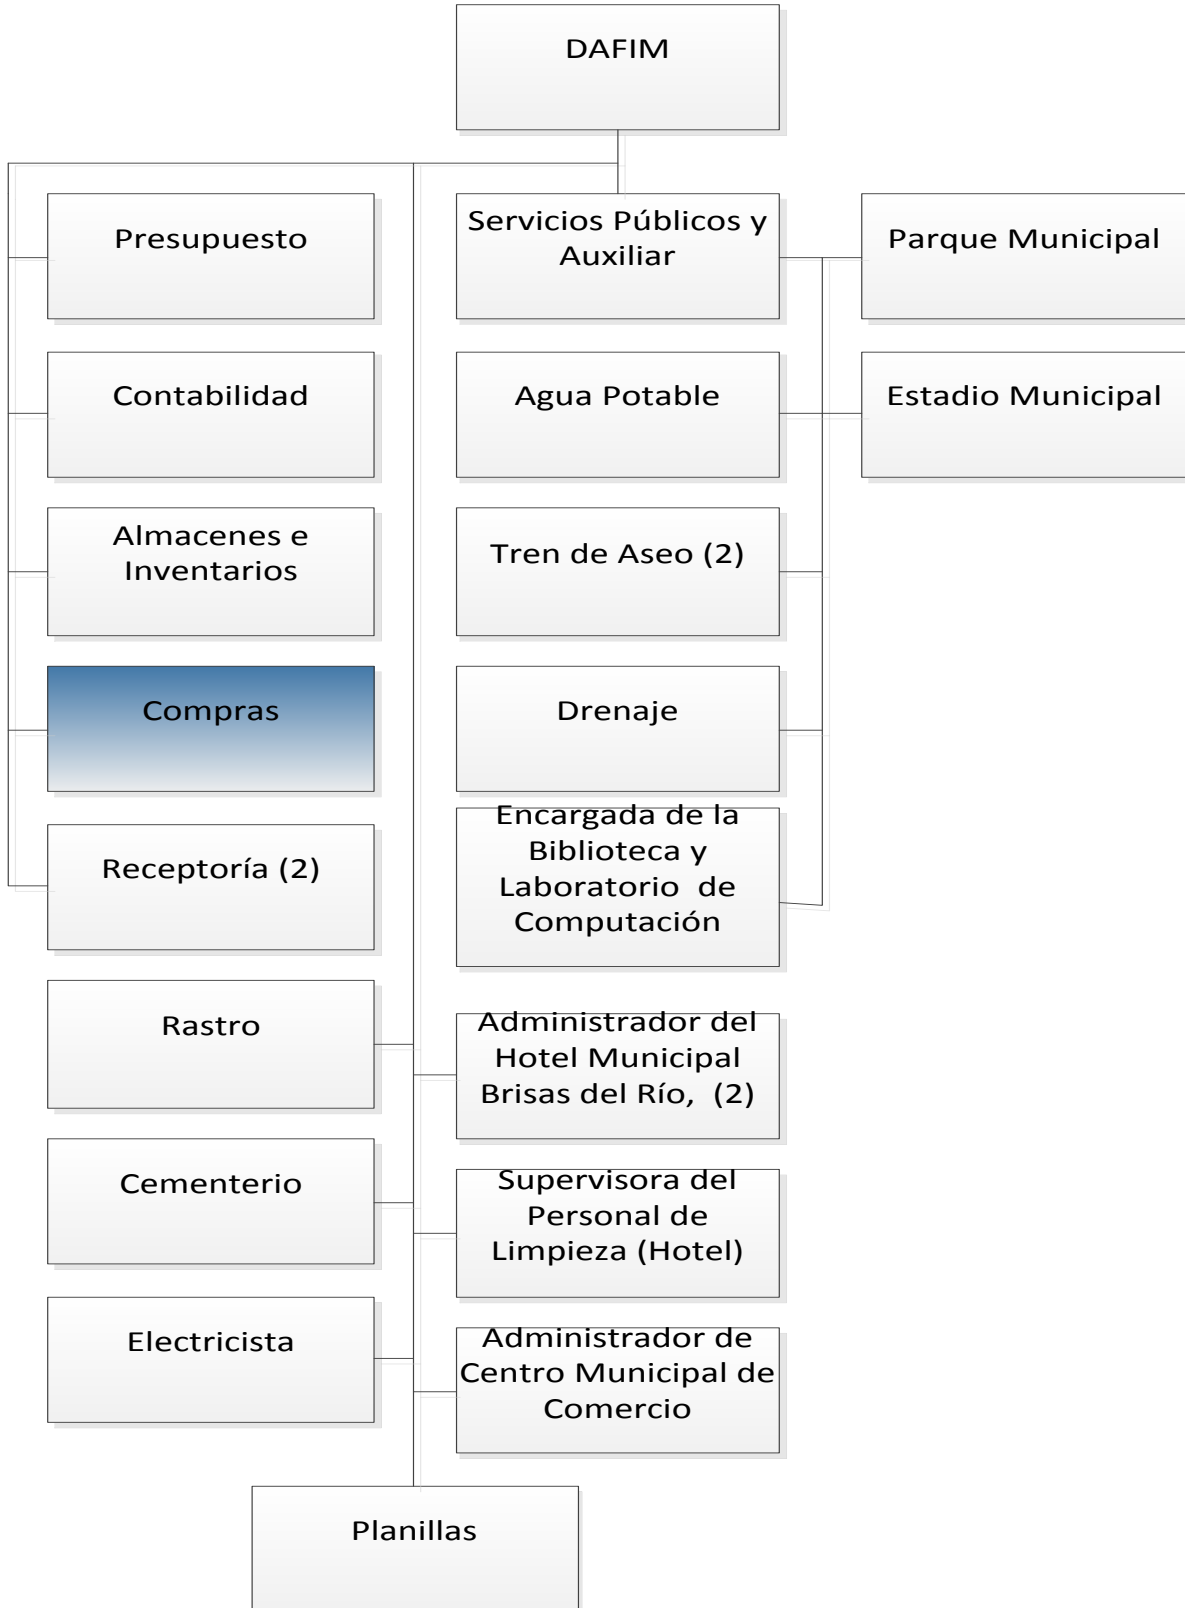 DAFIM
Presupuesto
Servicios Públicos y
Auxiliar
Parque Municipal
Contabilidad
Agua Potable
Estadio Municipal
Almacenes e
Inventarios
Tren de Aseo (2)
Compras
Drenaje
Receptoría (2)
Encargada de la
Biblioteca y
Laboratorio  de
Computación
Rastro
Administrador del
Hotel Municipal
Brisas del Río,  (2)
Cementerio
Supervisora del
Personal de
Limpieza (Hotel)
Electricista
Administrador de
Centro Municipal de
Comercio
Planillas